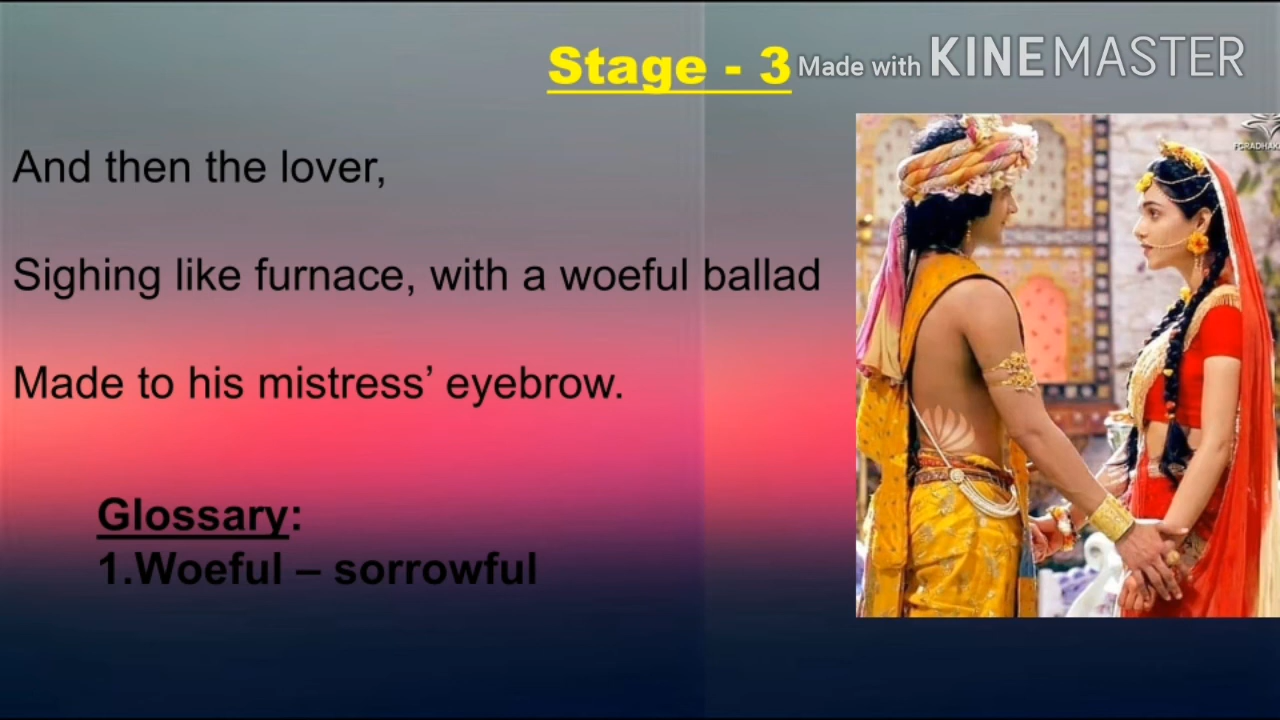 Stage - 3
Made with KINEMASTER
And then the lover,
Sighing like furnace, with a woeful ballad
Made to his mistress’ eyebrow.
Glossary:
1.Woeful – sorrowful